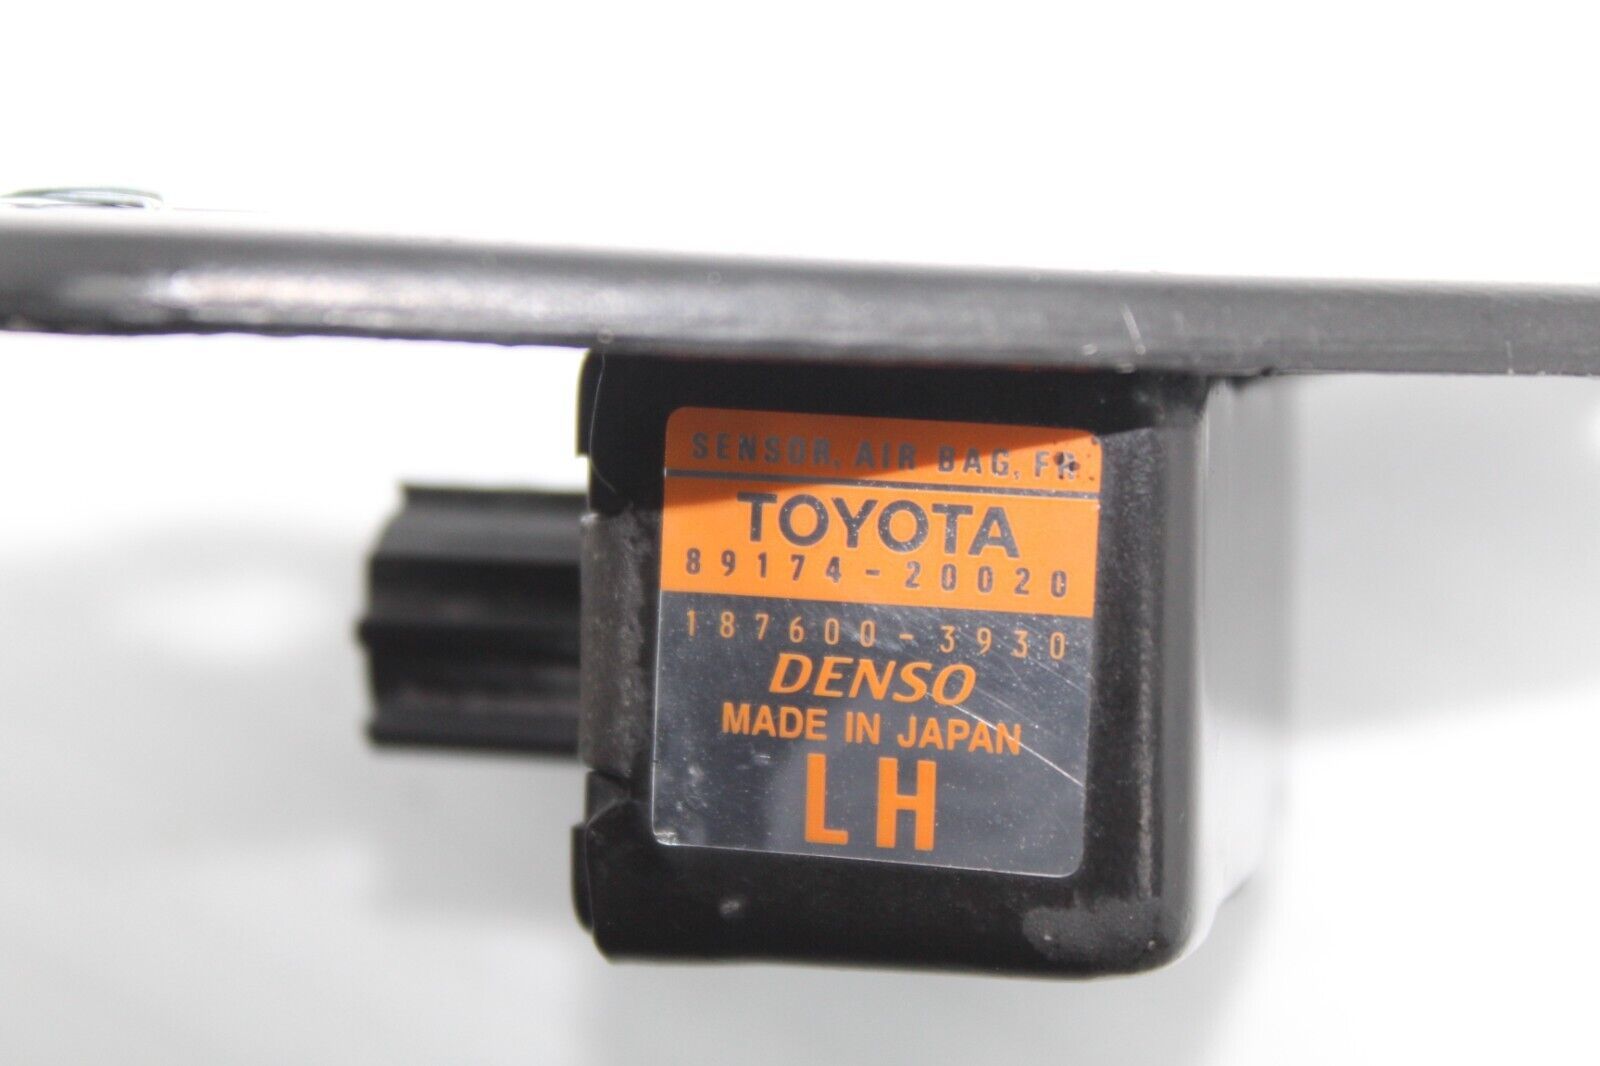 SENSOR, AIR BAG, FR
TOYOTA
89174-20020
187600-3930
DENSO
MADE IN JAPAN
LH